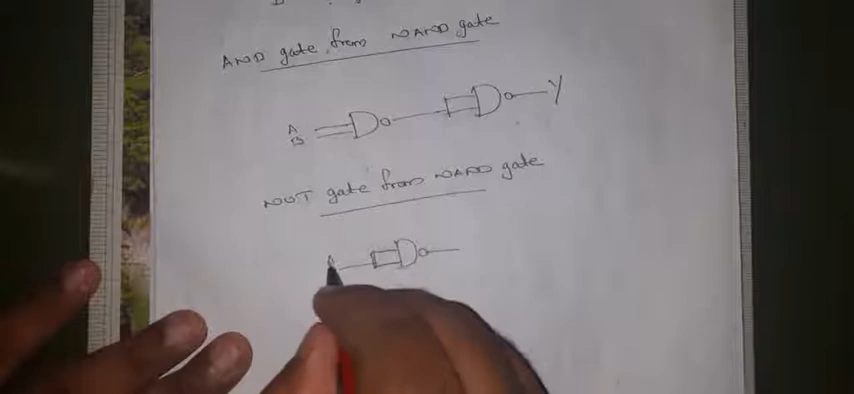 AND gate from NAND gate
A
B
Y
NOT gate from NAND gate
A